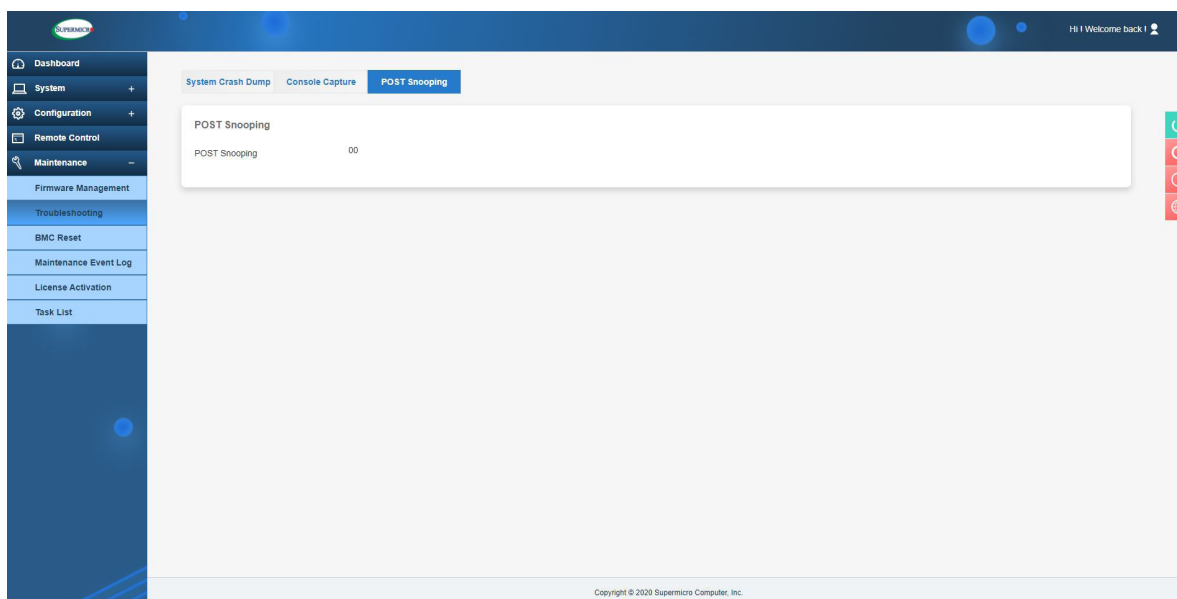 SUPERMICR
Hi ! Welcome back !
Dashboard
System +
Configuration +
Remote Control
Maintenance –
Firmware Management
Troubleshooting
BMC Reset
Maintenance Event Log
License Activation
Task List
System Crash Dump Console Capture POST Snooping
POST Snooping
POST Snooping 00
Copyright © 2020 Supermicro Computer, Inc.